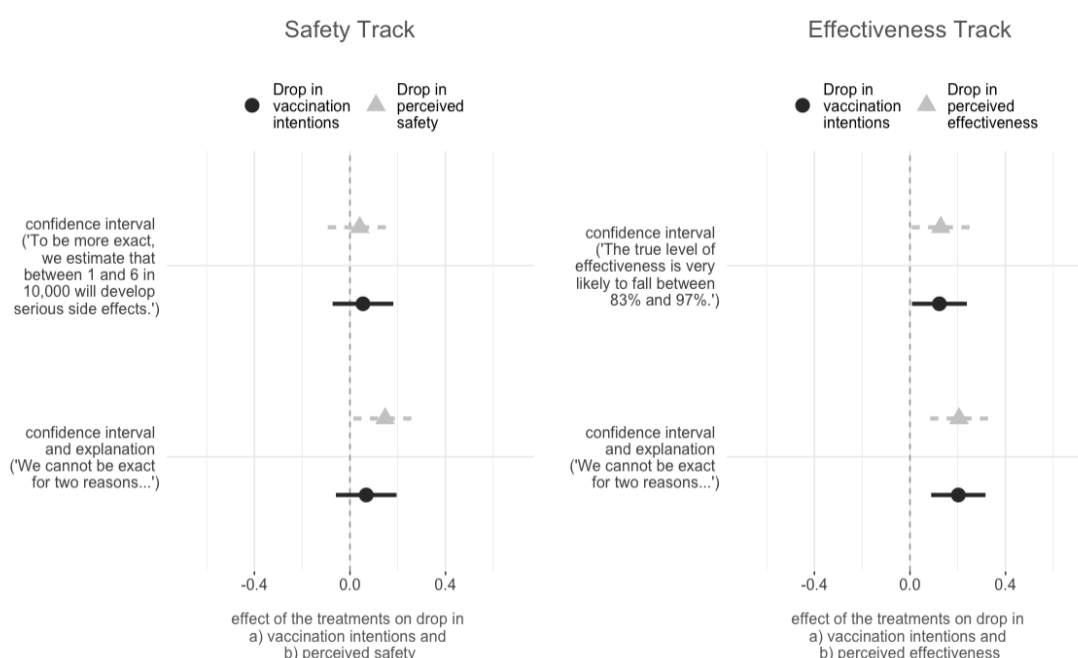 Safety Track
Drop in
vaccination
intentions
Drop in
perceived
safety
confidence interval
('To be more exact,
we estimate that
between 1 and 6 in
10,000 will develop
serious side effects.')
confidence interval
and explanation
('We cannot be exact
for two reasons...')
-0.4 0.0 0.4
effect of the treatments on drop in
a) vaccination intentions and
b) perceived safety
Effectiveness Track
Drop in
vaccination
intentions
Drop in
perceived
effectiveness
confidence interval
('The true level of
effectiveness is very
likely to fall between
83% and 97%.')
confidence interval
and explanation
('We cannot be exact
for two reasons...')
-0.4 0.0 0.4
effect of the treatments on drop in
a) vaccination intentions and
b) perceived effectiveness